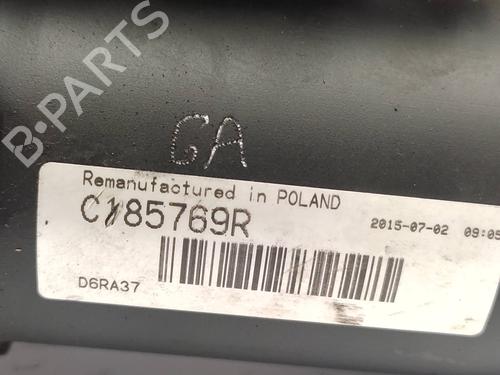 B-PARTS
GA
Remanufactured in POLAND
C185769R
2015-07-02 09:05
D6RA37